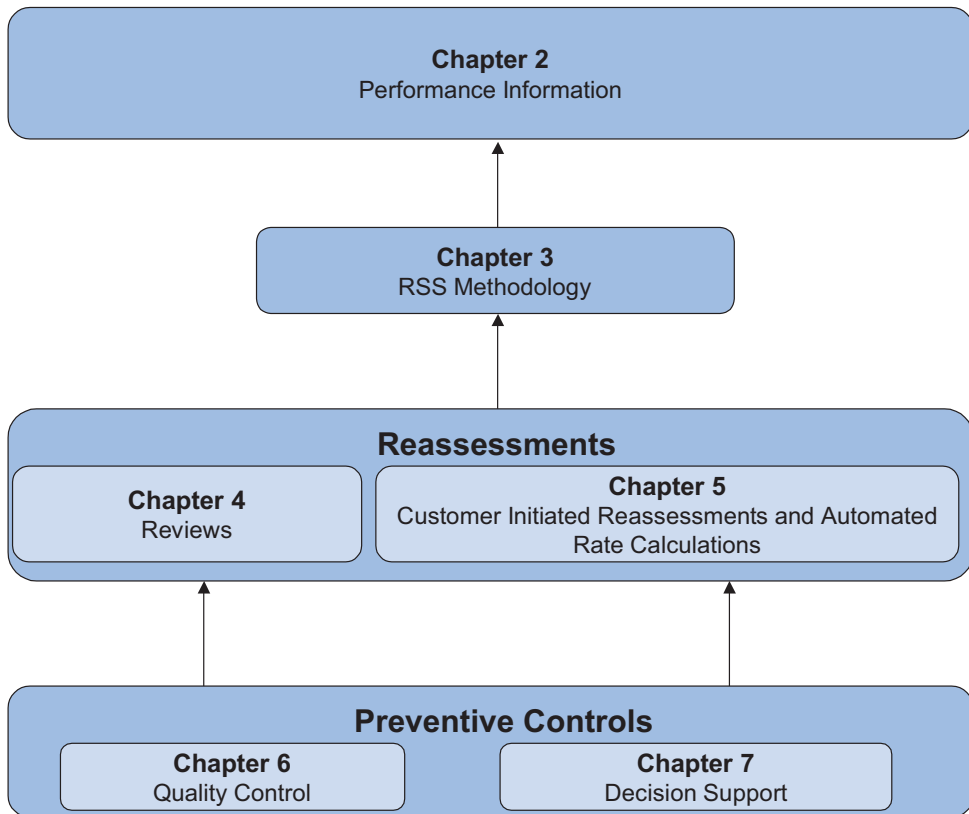 Chapter 2
Performance Information
Chapter 3
RSS Methodology
Reassessments
Chapter 4
Reviews
Chapter 5
Customer Initiated Reassessments and Automated
Rate Calculations
Preventive Controls
Chapter 6
Quality Control
Chapter 7
Decision Support